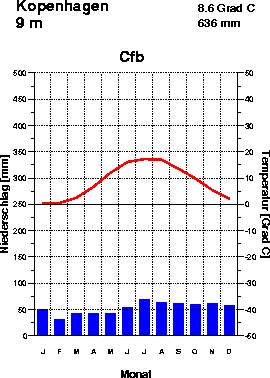 Kopenhagen 8.6 Grad C
9 m 636 mm
Cfb
500 50
450 40
400 30
350 20
300 10
250 0
200 -10
150 -20
100 -30
50 -40
0 -50
Niederschlag [mm]
Temperatur [Grad C]
J F M A M J J A S O N D
Monat